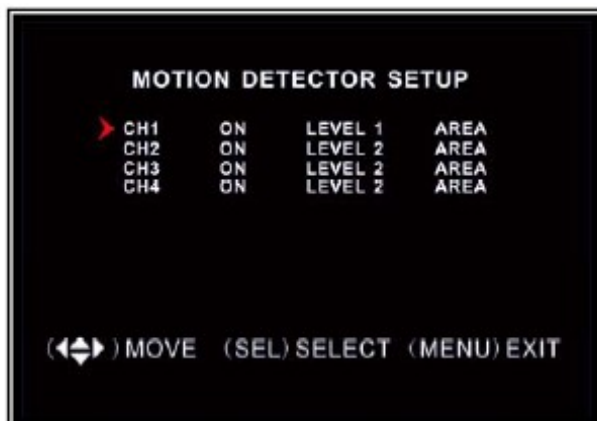 MOTION DETECTOR SETUP
CH1 ON LEVEL 1 AREA
CH2 ON LEVEL 2 AREA
CH3 ON LEVEL 2 AREA
CH4 ON LEVEL 2 AREA
(◀▲▼▶) MOVE (SEL) SELECT (MENU) EXIT